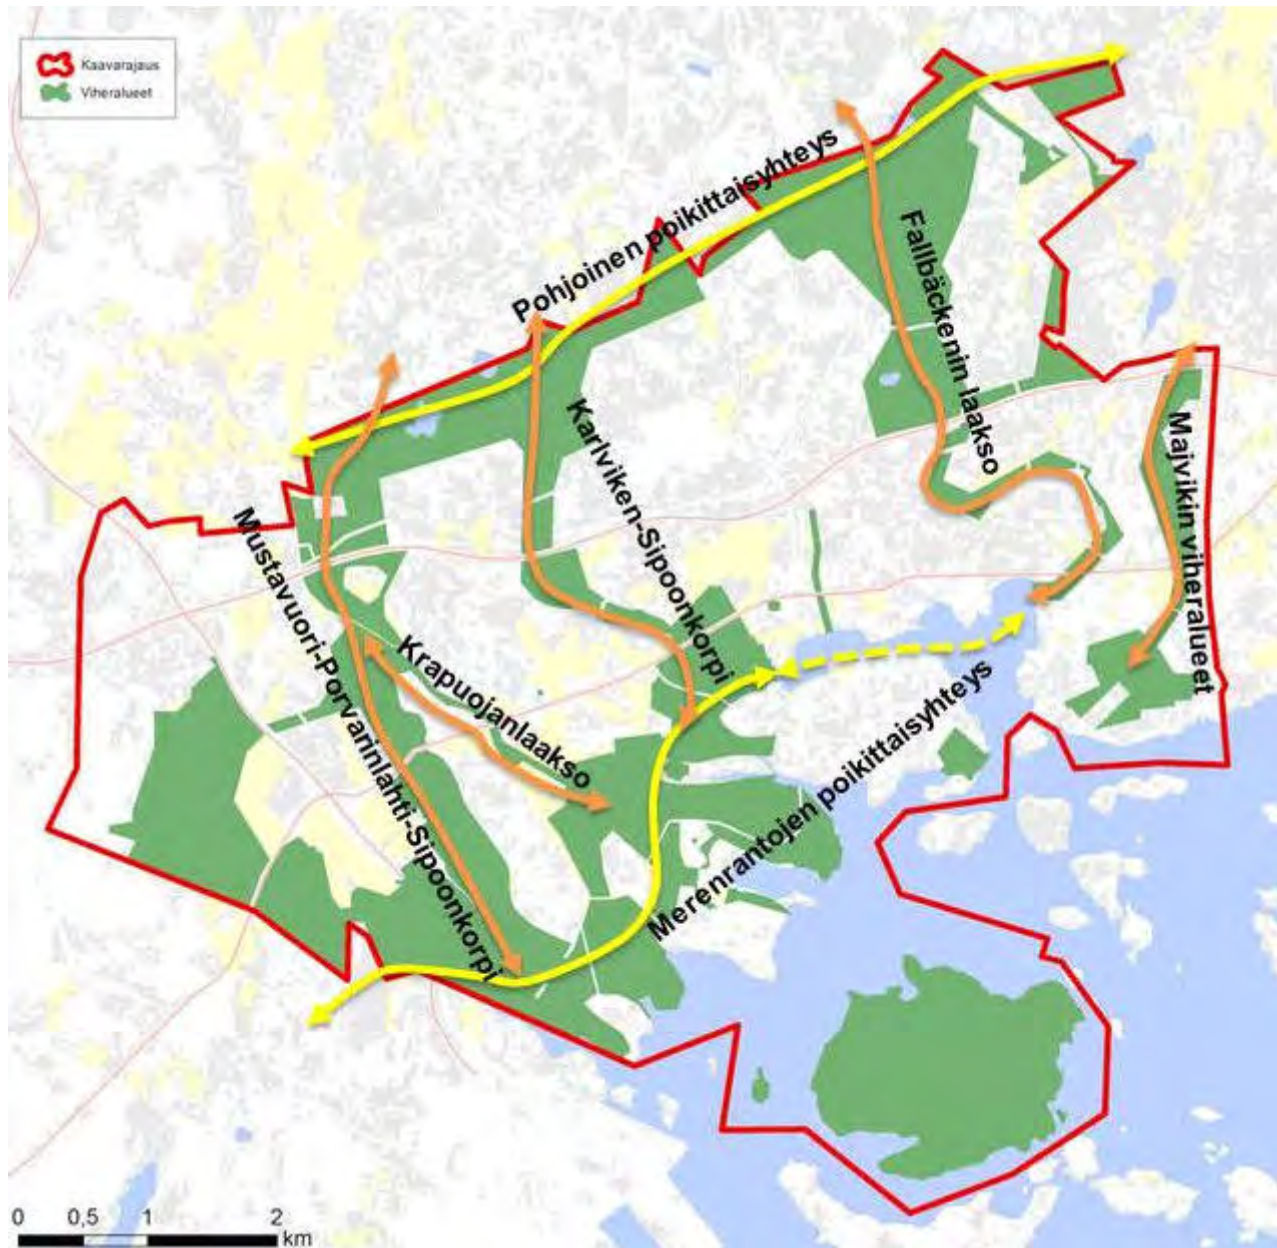 Kaavarajaus
Viheralueet
Pohjoinen poikittaisyhteys
Fallbäckenin laakso
Karlviken-Sipoonkorpi
Majvikin viheralueet
Mustavuori-Porvarinlahti-Sipoonkorpi
Krapuojanlaakso
Merenrantojen poikittaisyhteys
0 0,5 1 2
km